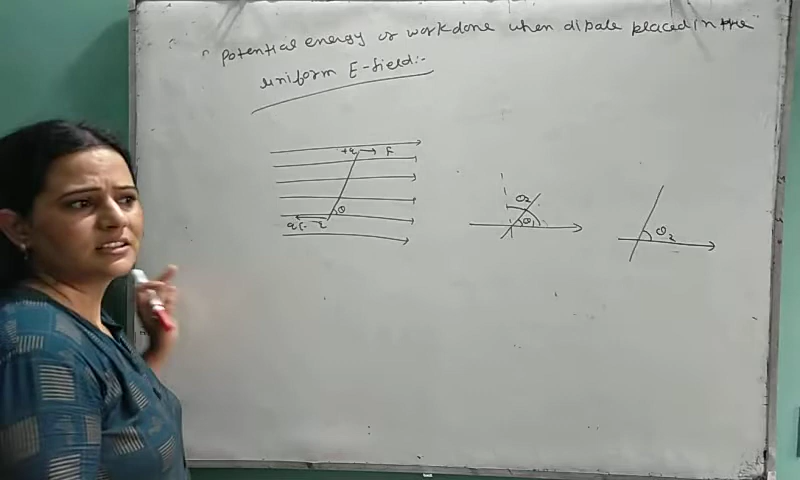 Potential energy or workdone when dipole placed in the
uniform E-field:-
+q → F
θ
-q
θ2
θ1
θ2